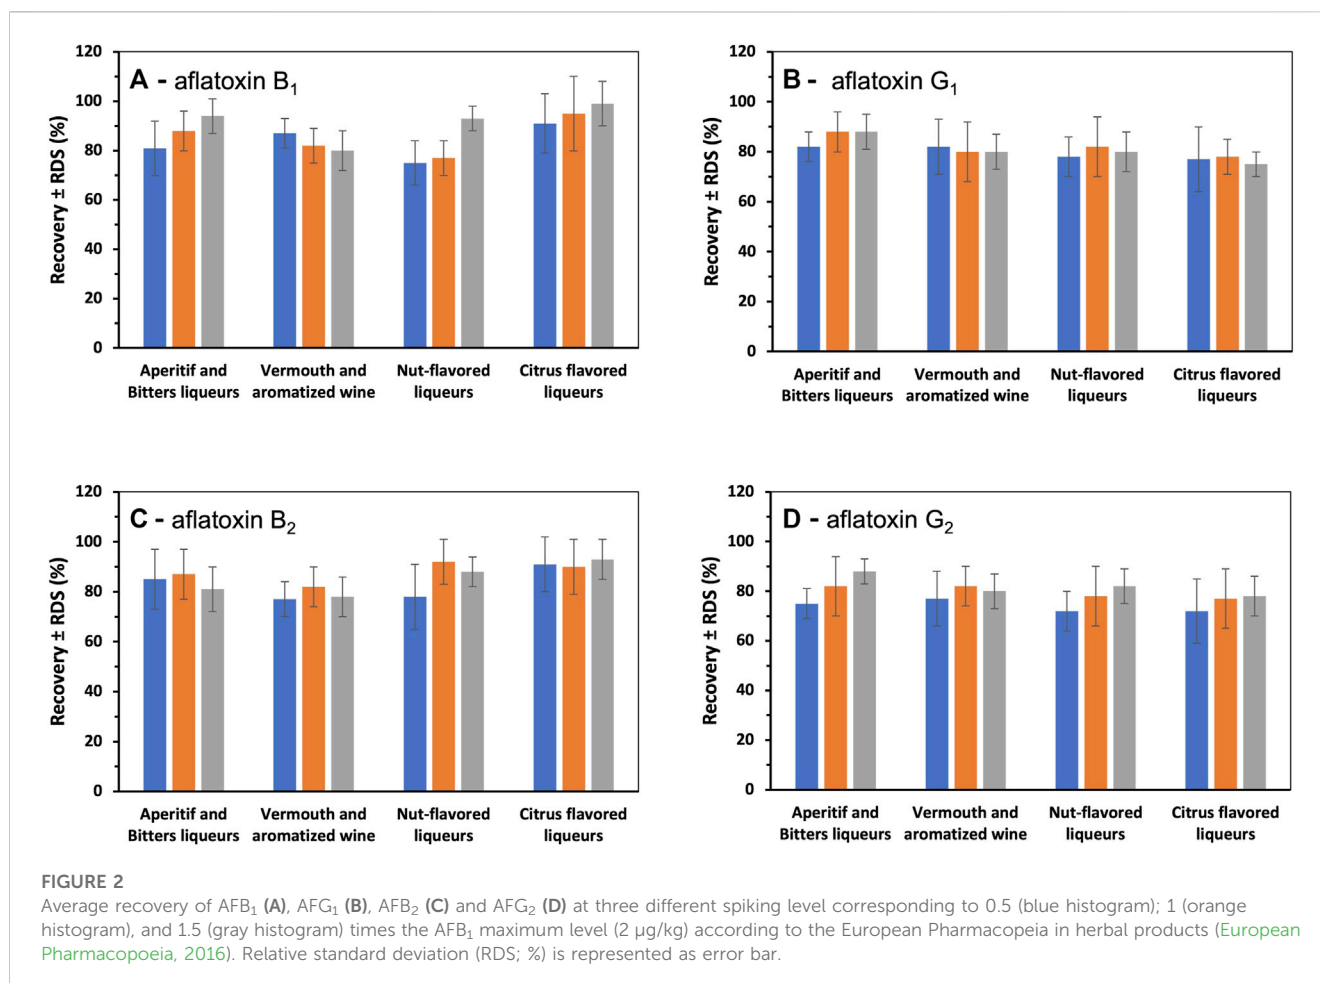 A - aflatoxin B1
Recovery ± RDS (%)
120
100
80
60
40
20
0
Aperitif and
Bitters liqueurs
Vermouth and
aromatized wine
Nut-flavored
liqueurs
Citrus flavored
liqueurs
B - aflatoxin G1
Recovery ± RDS (%)
120
100
80
60
40
20
0
Aperitif and
Bitters liqueurs
Vermouth and
aromatized wine
Nut-flavored
liqueurs
Citrus flavored
liqueurs
C - aflatoxin B2
Recovery ± RDS (%)
120
100
80
60
40
20
0
Aperitif and
Bitters liqueurs
Vermouth and
aromatized wine
Nut-flavored
liqueurs
Citrus flavored
liqueurs
D - aflatoxin G2
Recovery ± RDS (%)
120
100
80
60
40
20
0
Aperitif and
Bitters liqueurs
Vermouth and
aromatized wine
Nut-flavored
liqueurs
Citrus flavored
liqueurs
FIGURE 2
Average recovery of AFB1 (A), AFG1 (B), AFB2 (C) and AFG2 (D) at three different spiking level corresponding to 0.5 (blue histogram); 1 (orange
histogram), and 1.5 (gray histogram) times the AFB1 maximum level (2 µg/kg) according to the European Pharmacopeia in herbal products (European
Pharmacopoeia, 2016). Relative standard deviation (RDS; %) is represented as error bar.